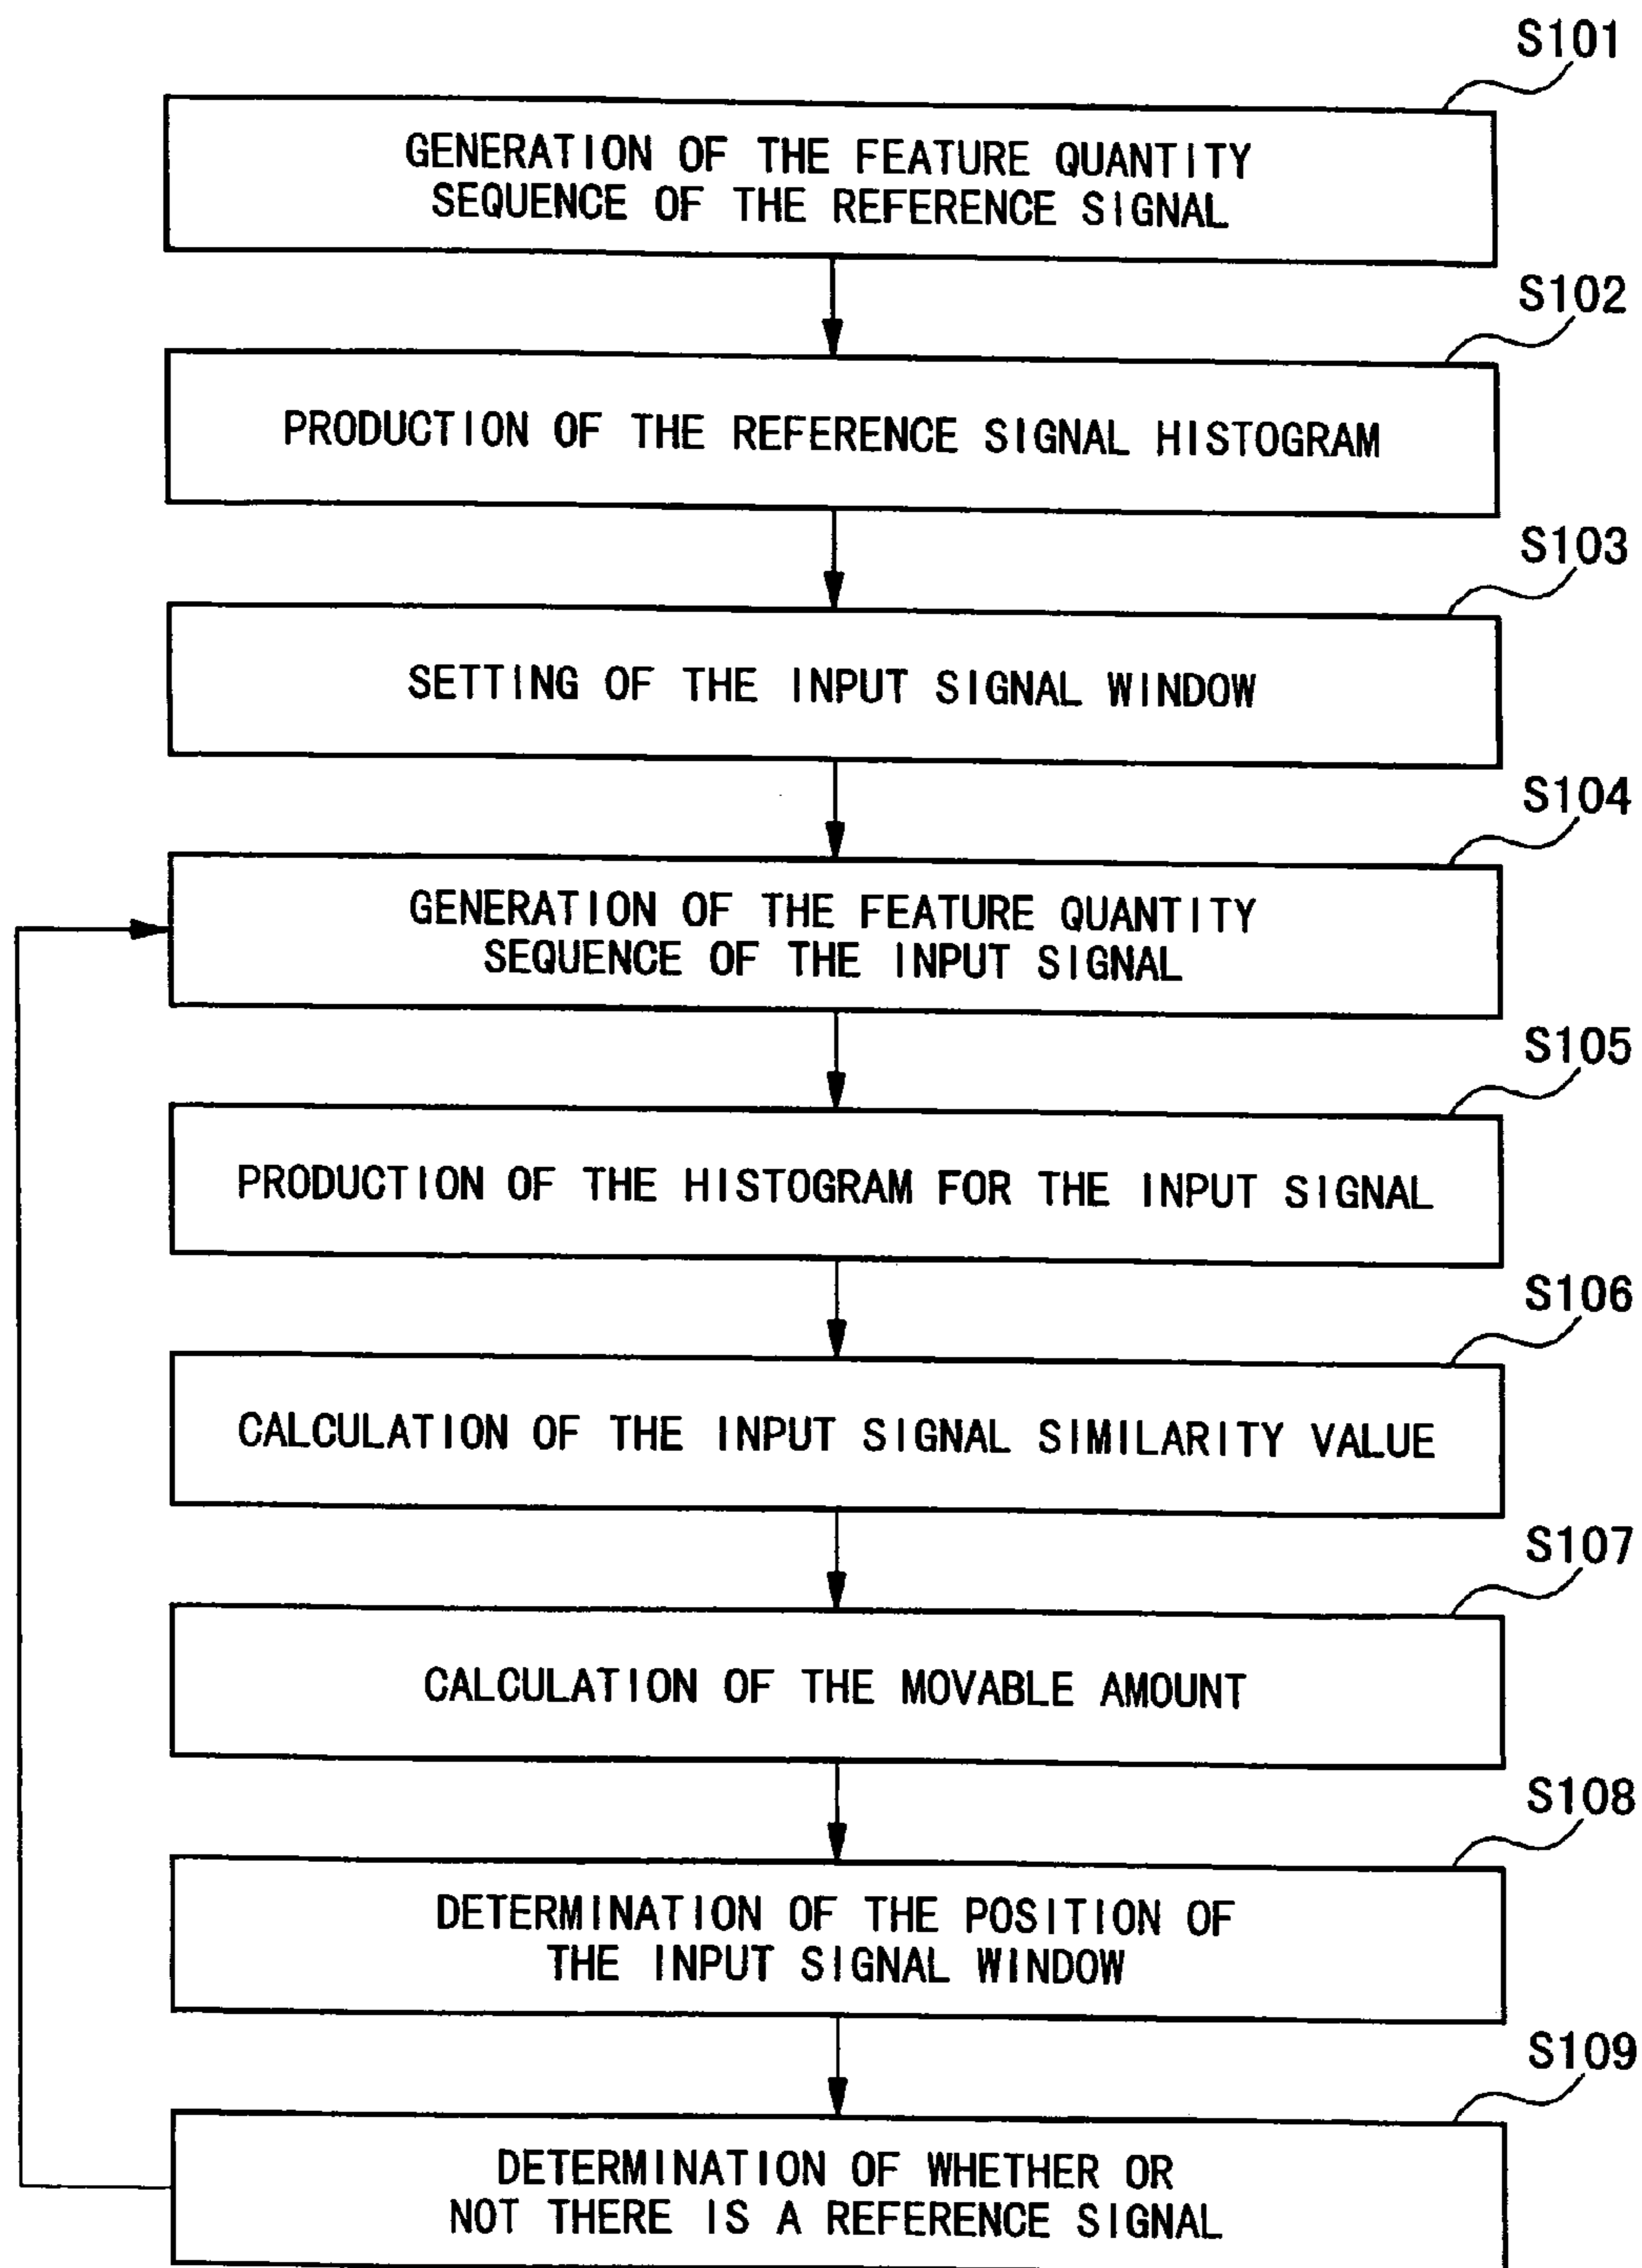 S101
GENERATION OF THE FEATURE QUANTITY
SEQUENCE OF THE REFERENCE SIGNAL
S102
PRODUCTION OF THE REFERENCE SIGNAL HISTOGRAM
S103
SETTING OF THE INPUT SIGNAL WINDOW
S104
GENERATION OF THE FEATURE QUANTITY
SEQUENCE OF THE INPUT SIGNAL
S105
PRODUCTION OF THE HISTOGRAM FOR THE INPUT SIGNAL
S106
CALCULATION OF THE INPUT SIGNAL SIMILARITY VALUE
S107
CALCULATION OF THE MOVABLE AMOUNT
S108
DETERMINATION OF THE POSITION OF
THE INPUT SIGNAL WINDOW
S109
DETERMINATION OF WHETHER OR
NOT THERE IS A REFERENCE SIGNAL